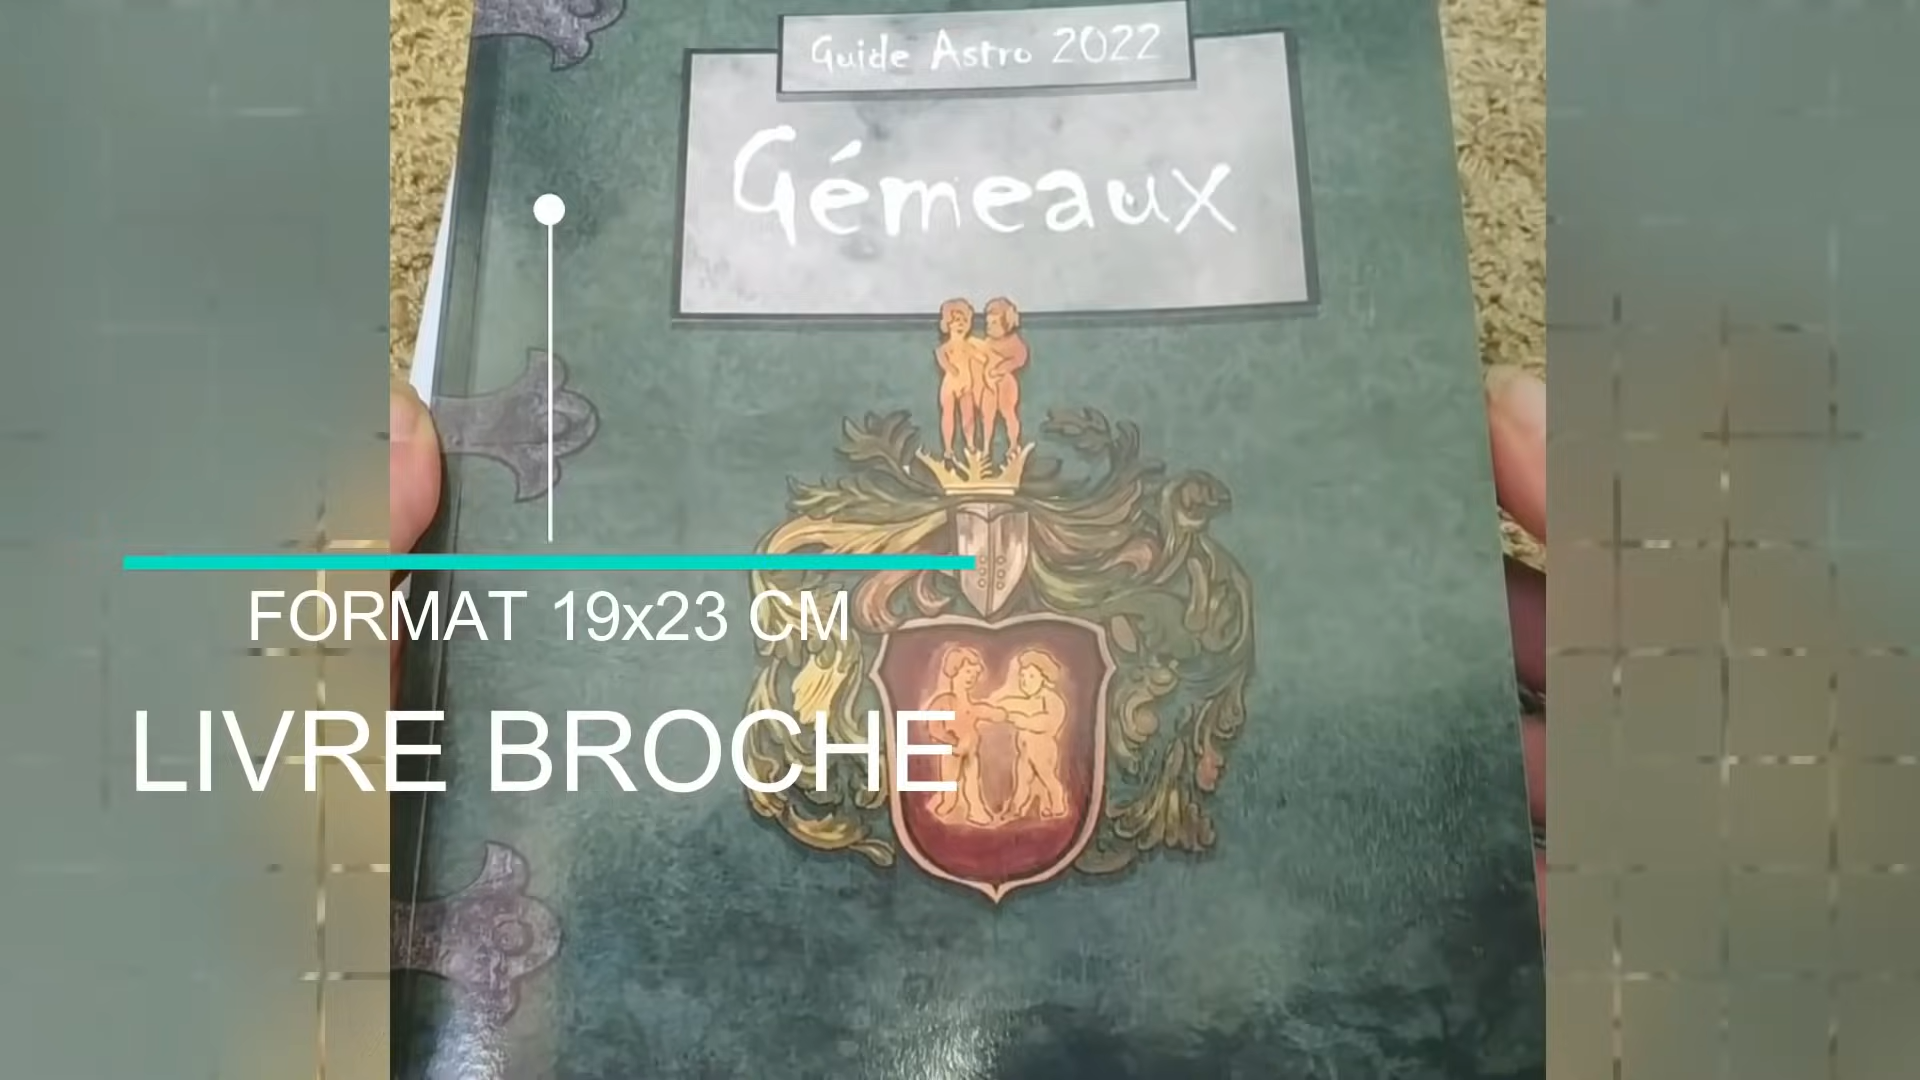 Guide Astro 2022
Gémeaux
FORMAT 19x23 CM
LIVRE BROCHE